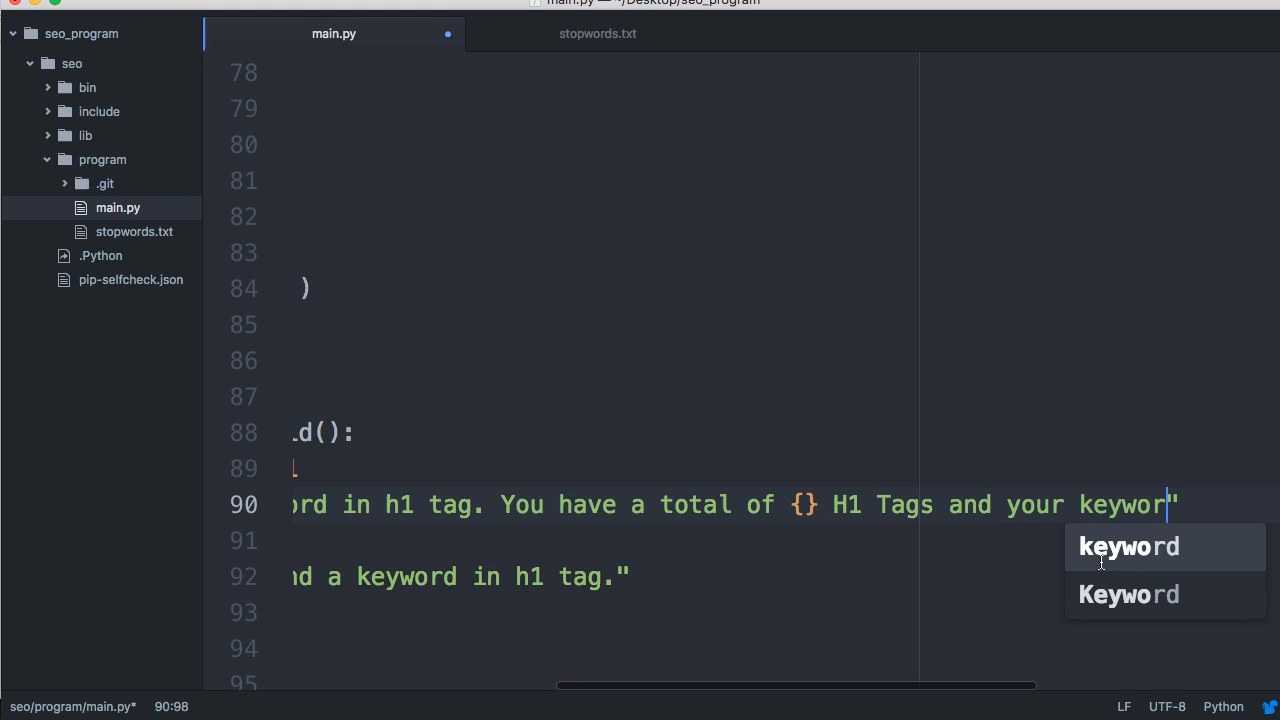 main.py — ~/Desktop/seo_program
seo_program
seo
bin
include
lib
program
.git
main.py
stopwords.txt
.Python
pip-selfcheck.json
main.py
stopwords.txt
78
79
80
81
82
83
84 )
85
86
87
88 ld():
89
90 ord in h1 tag. You have a total of {} H1 Tags and your keywor"
91
92 nd a keyword in h1 tag."
93
94
95
keyword
Keyword
seo/program/main.py* 90:98
LF UTF-8 Python